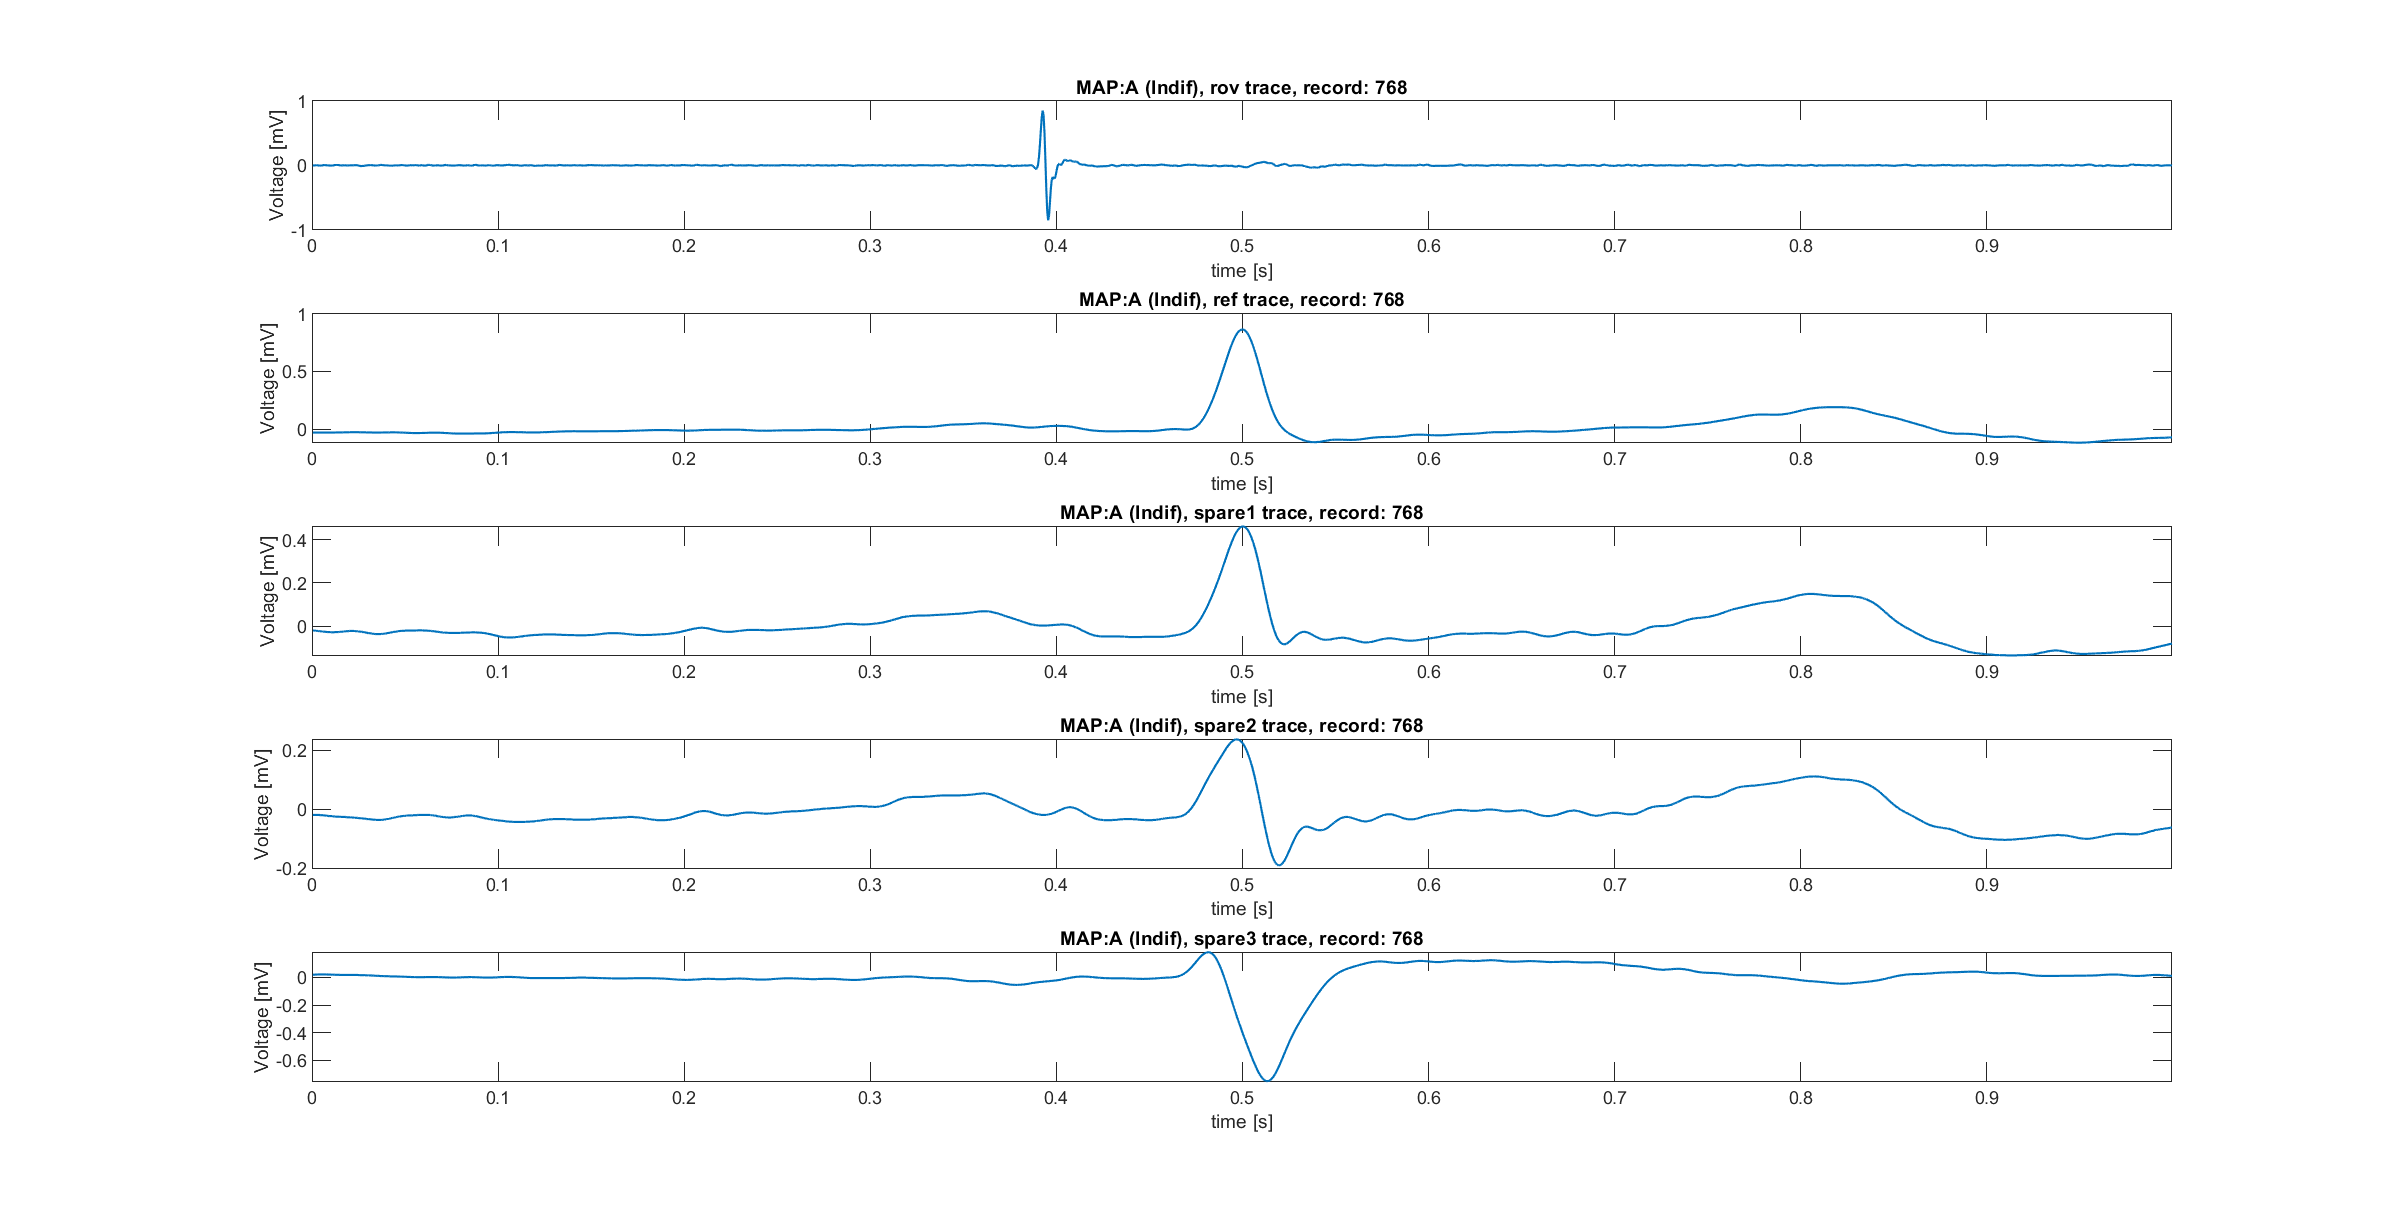 MAP:A (Indif), rov trace, record: 768
Voltage [mV]
1
0
-1
0 0.1 0.2 0.3 0.4 0.5 0.6 0.7 0.8 0.9
time [s]
MAP:A (Indif), ref trace, record: 768
Voltage [mV]
1
0.5
0
0 0.1 0.2 0.3 0.4 0.5 0.6 0.7 0.8 0.9
time [s]
MAP:A (Indif), spare1 trace, record: 768
Voltage [mV]
0.4
0.2
0
0 0.1 0.2 0.3 0.4 0.5 0.6 0.7 0.8 0.9
time [s]
MAP:A (Indif), spare2 trace, record: 768
Voltage [mV]
0.2
0
-0.2
0 0.1 0.2 0.3 0.4 0.5 0.6 0.7 0.8 0.9
time [s]
MAP:A (Indif), spare3 trace, record: 768
Voltage [mV]
0
-0.2
-0.4
-0.6
0 0.1 0.2 0.3 0.4 0.5 0.6 0.7 0.8 0.9
time [s]